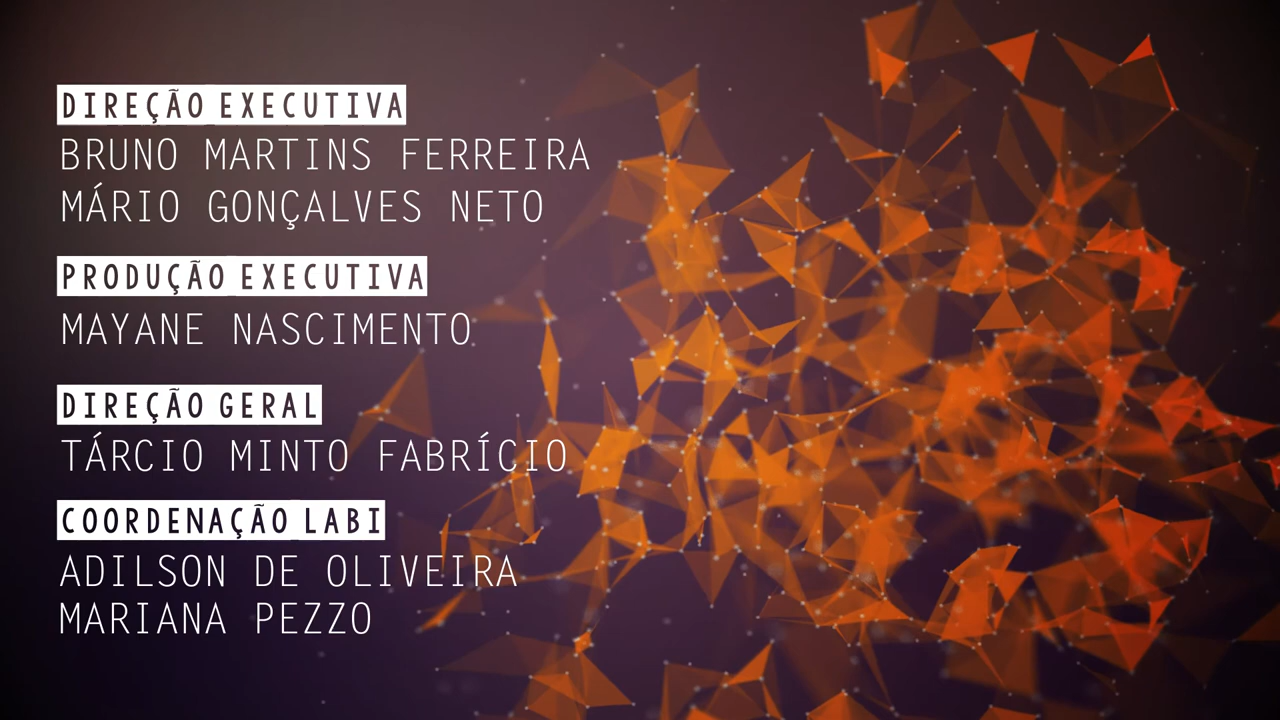 DIREÇÃO EXECUTIVA
BRUNO MARTINS FERREIRA
MÁRIO GONÇALVES NETO
PRODUÇÃO EXECUTIVA
MAYANE NASCIMENTO
DIREÇÃO GERAL
TÁRCIO MINTO FABRÍCIO
COORDENAÇÃO LABI
ADILSON DE OLIVEIRA
MARIANA PEZZO